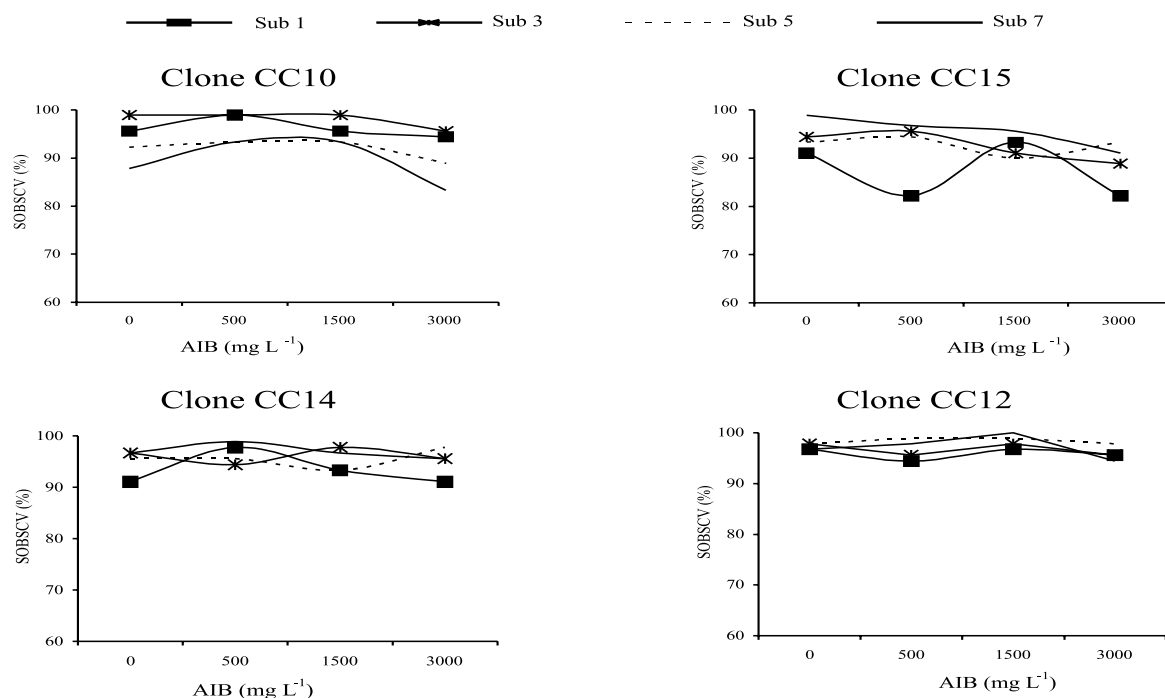 Sub 1 Sub 3 Sub 5 Sub 7
Clone CC10
SOBSCV (%)
100
90
80
70
60
0 500 1500 3000
AIB (mg L -1)
Clone CC15
SOBSCV (%)
100
90
80
70
60
0 500 1500 3000
AIB (mg L -1)
Clone CC14
SOBSCV (%)
100
90
80
70
60
0 500 1500 3000
AIB (mg L-1)
Clone CC12
SOBSCV (%)
100
90
80
70
60
0 500 1500 3000
AIB (mg L-1)